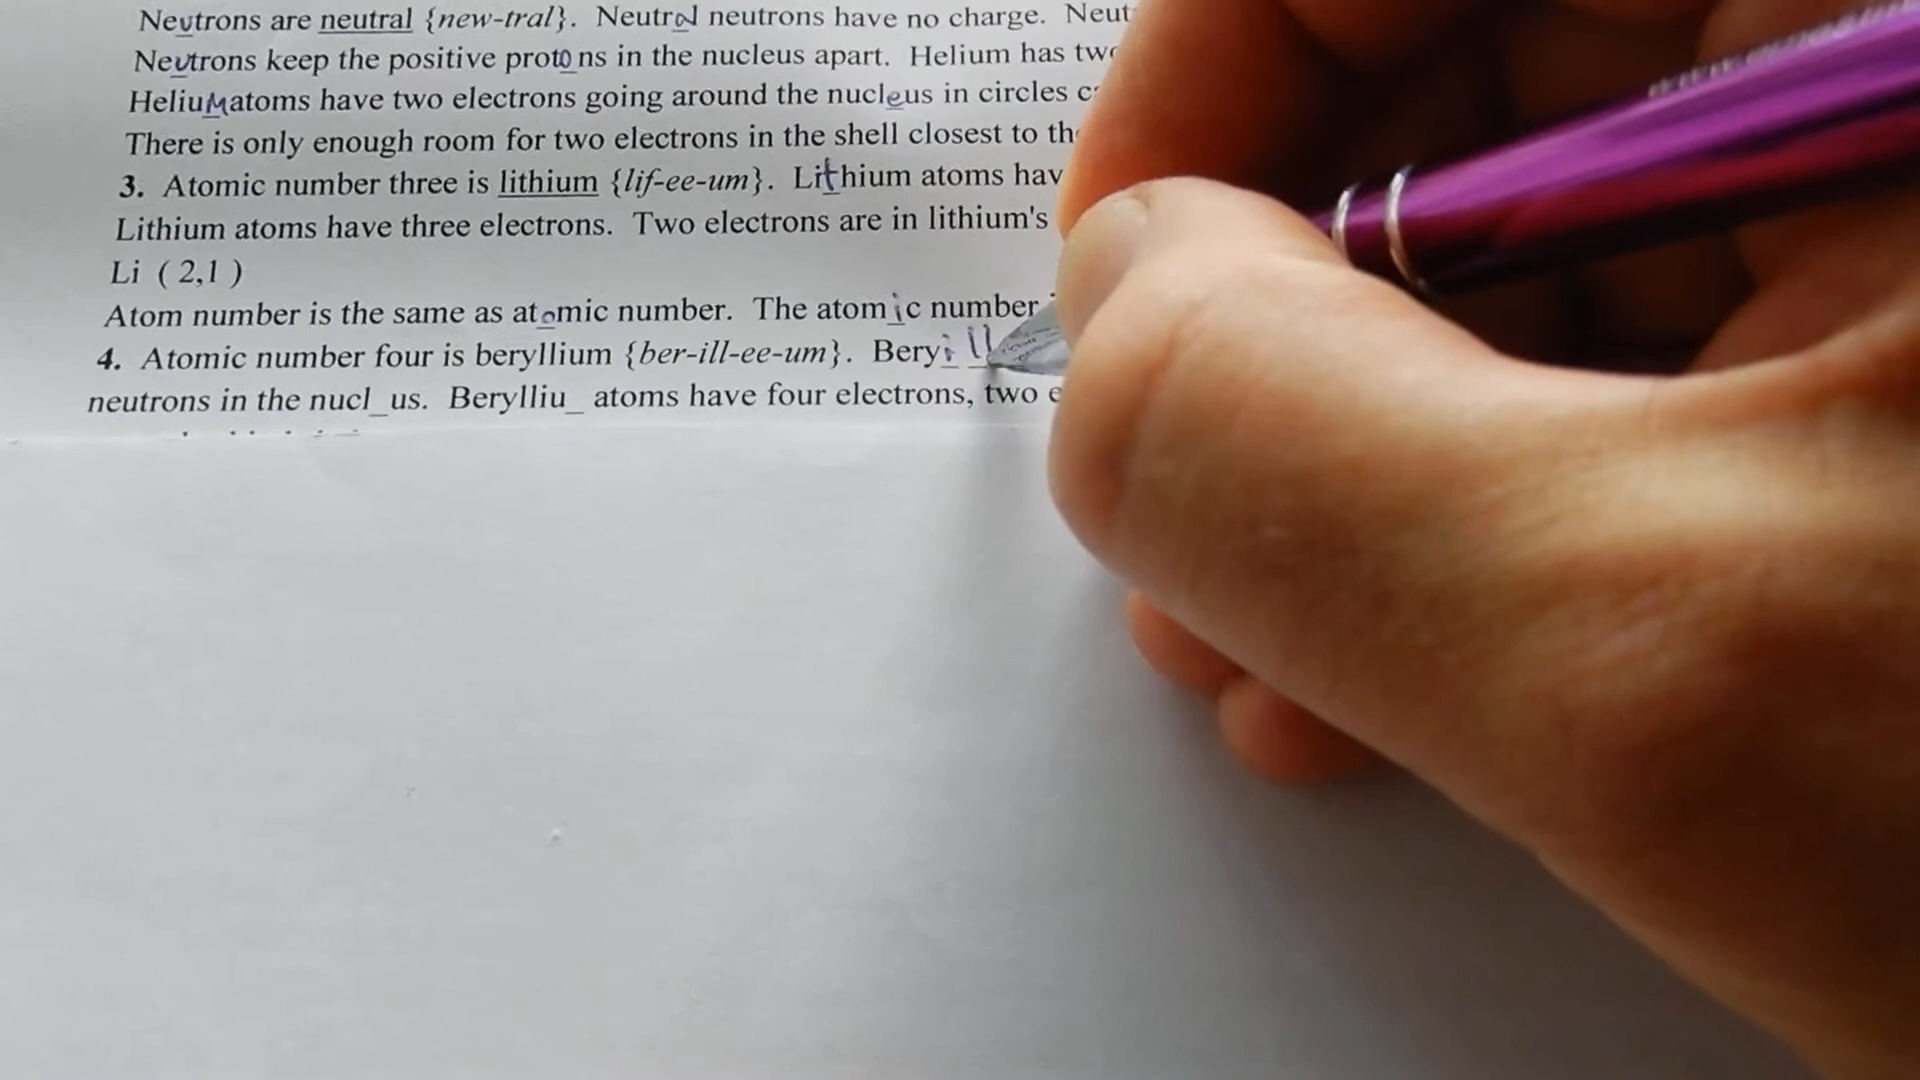 Neutrons are neutral {new-tral}. Neutral neutrons have no charge. Neut
Neutrons keep the positive protons in the nucleus apart. Helium has two
Helium atoms have two electrons going around the nucleus in circles c
There is only enough room for two electrons in the shell closest to th
3. Atomic number three is lithium {lif-ee-um}. Lithium atoms hav
Lithium atoms have three electrons. Two electrons are in lithium's
Li ( 2,1 )
Atom number is the same as atomic number. The atomic number
4. Atomic number four is beryllium {ber-ill-ee-um}. Beryi ll
neutrons in the nucl_us. Berylliu_ atoms have four electrons, two e